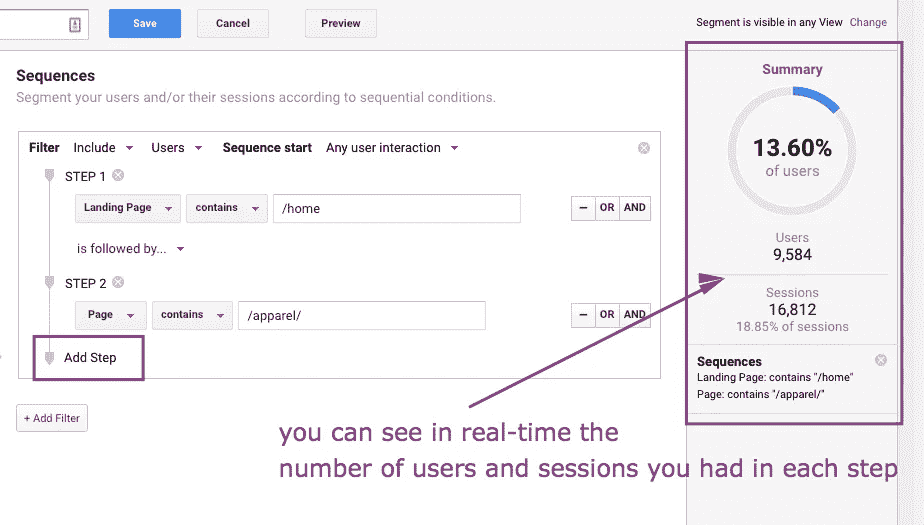 Save
Cancel
Preview
Segment is visible in any View Change
Sequences
Segment your users and/or their sessions according to sequential conditions.
Filter Include Users Sequence start Any user interaction
STEP 1
Landing Page contains /home − OR AND
is followed by...
STEP 2
Page contains /apparel/ − OR AND
Add Step
+ Add Filter
Summary
13.60%
of users
Users
9,584
Sessions
16,812
18.85% of sessions
Sequences
Landing Page: contains "/home"
Page: contains "/apparel/"
you can see in real-time the
number of users and sessions you had in each step